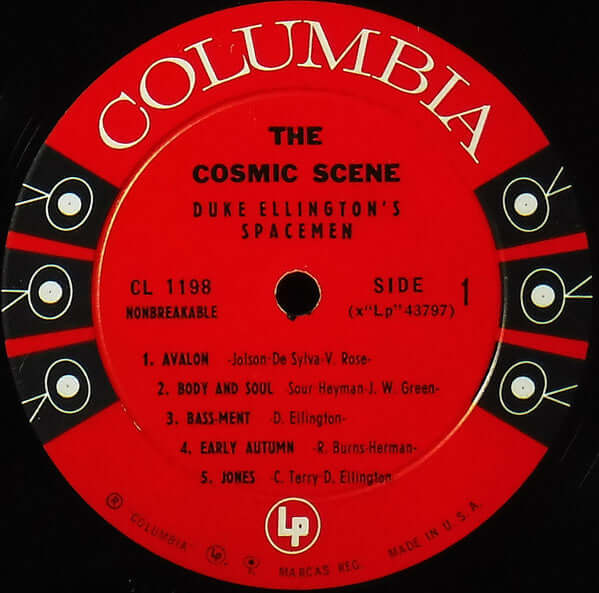 COLUMBIA
THE
COSMIC SCENE
DUKE ELLINGTON'S
SPACEMEN
CL 1198
NONBREAKABLE
SIDE 1
(x"Lp" 43797)
1. AVALON -Jolson-De Sylva-V. Rose-
2. BODY AND SOUL -Sour-Heyman-J. W. Green-
3. BASS-MENT -D. Ellington-
4. EARLY AUTUMN -R. Burns-Herman-
5. JONES -C. Terry-D. Ellington
Lp
® "COLUMBIA" Lp MARCAS REG. MADE IN U.S.A.